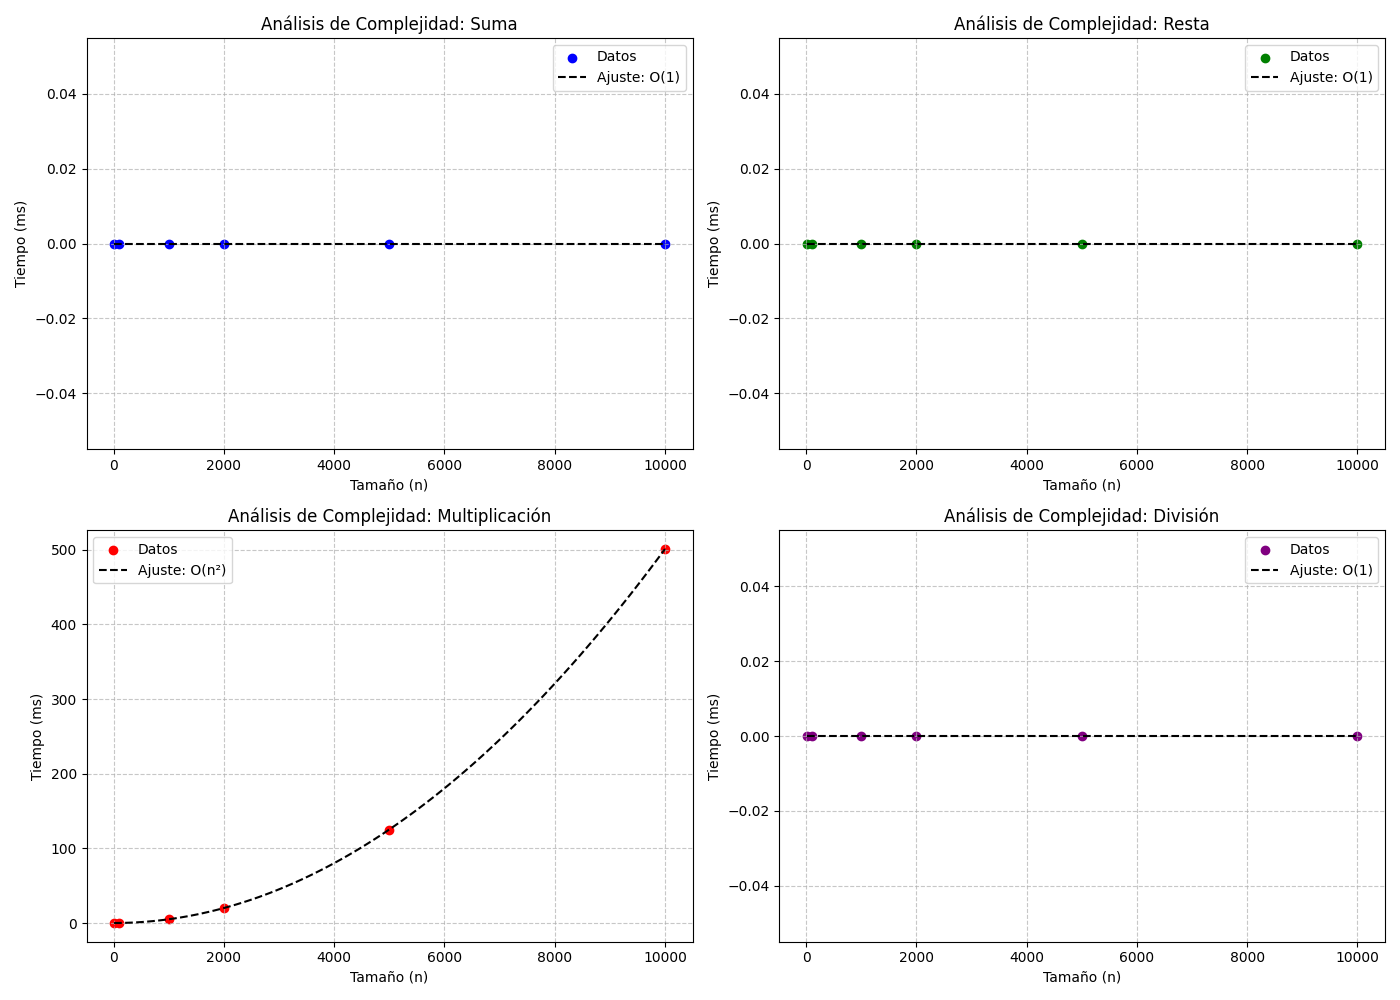 Análisis de Complejidad: Suma
Datos
Ajuste: O(1)
0.04
0.02
0.00
−0.02
−0.04
Tiempo (ms)
0 2000 4000 6000 8000 10000
Tamaño (n)
Análisis de Complejidad: Resta
Datos
Ajuste: O(1)
0.04
0.02
0.00
−0.02
−0.04
Tiempo (ms)
0 2000 4000 6000 8000 10000
Tamaño (n)
Análisis de Complejidad: Multiplicación
Datos
Ajuste: O(n²)
500
400
300
200
100
0
Tiempo (ms)
0 2000 4000 6000 8000 10000
Tamaño (n)
Análisis de Complejidad: División
Datos
Ajuste: O(1)
0.04
0.02
0.00
−0.02
−0.04
Tiempo (ms)
0 2000 4000 6000 8000 10000
Tamaño (n)